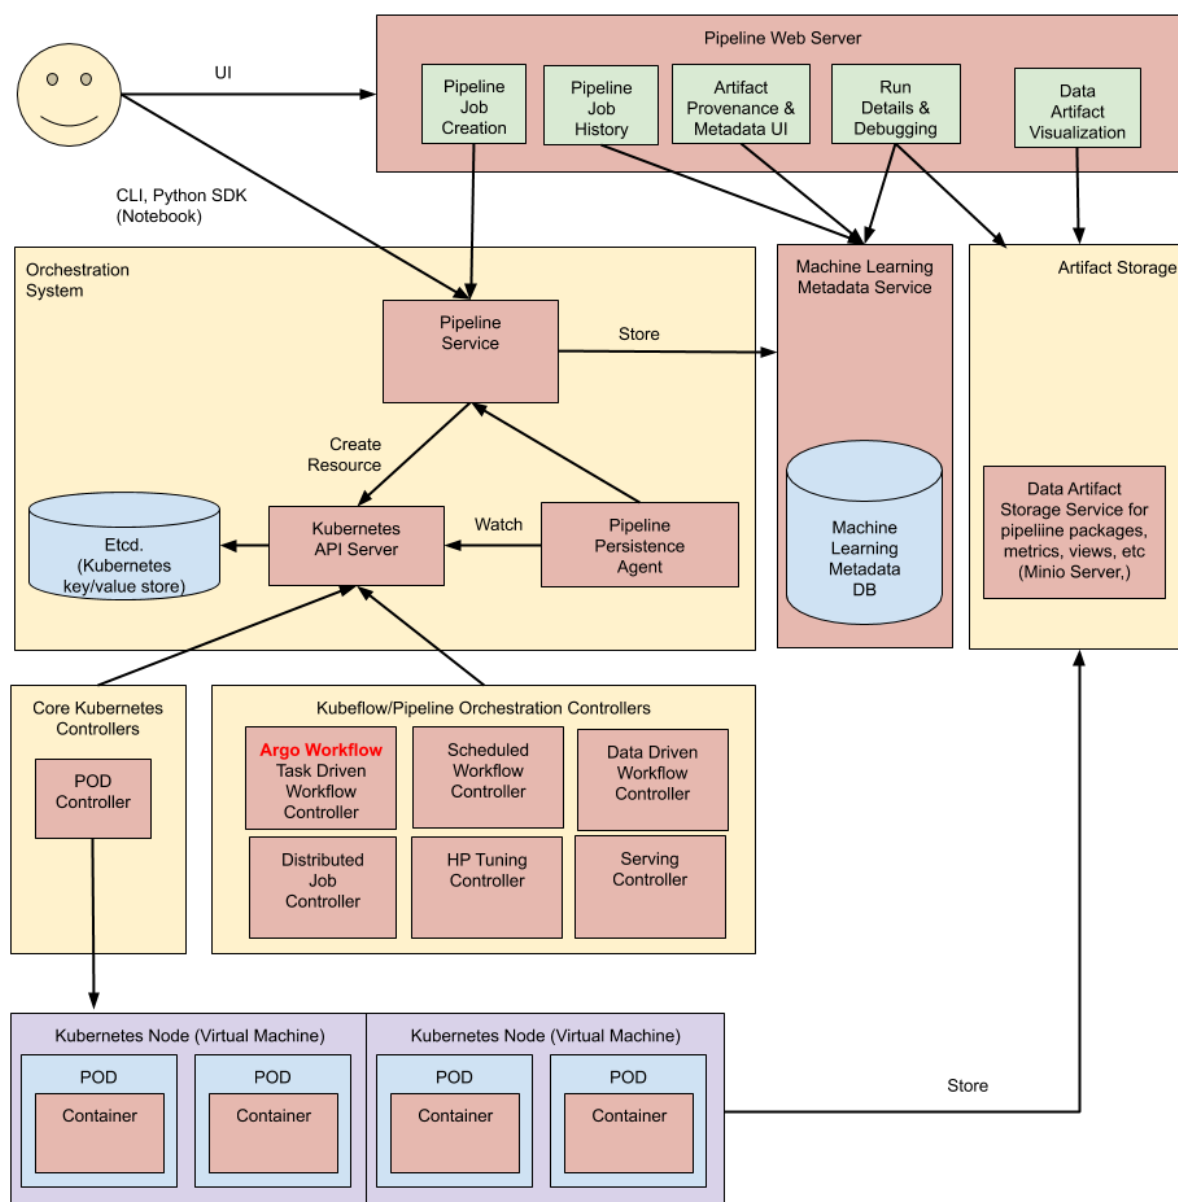 Pipeline Web Server
UI
Pipeline
Job
Creation
Pipeline
Job
History
Artifact
Provenance &
Metadata UI
Run
Details &
Debugging
Data
Artifact
Visualization
CLI, Python SDK
(Notebook)
Orchestration
System
Pipeline
Service
Store
Machine Learning
Metadata Service
Artifact Storage
Create
Resource
Etcd.
(Kubernetes
key/value store)
Kubernetes
API Server
Watch
Pipeline
Persistence
Agent
Machine
Learning
Metadata
DB
Data Artifact
Storage Service for
pipeliine packages,
metrics, views, etc
(Minio Server,)
Core Kubernetes
Controllers
POD
Controller
Kubeflow/Pipeline Orchestration Controllers
Argo Workflow
Task Driven
Workflow
Controller
Scheduled
Workflow
Controller
Data Driven
Workflow
Controller
Distributed
Job
Controller
HP Tuning
Controller
Serving
Controller
Kubernetes Node (Virtual Machine)
POD
Container
POD
Container
Kubernetes Node (Virtual Machine)
POD
Container
POD
Container
Store